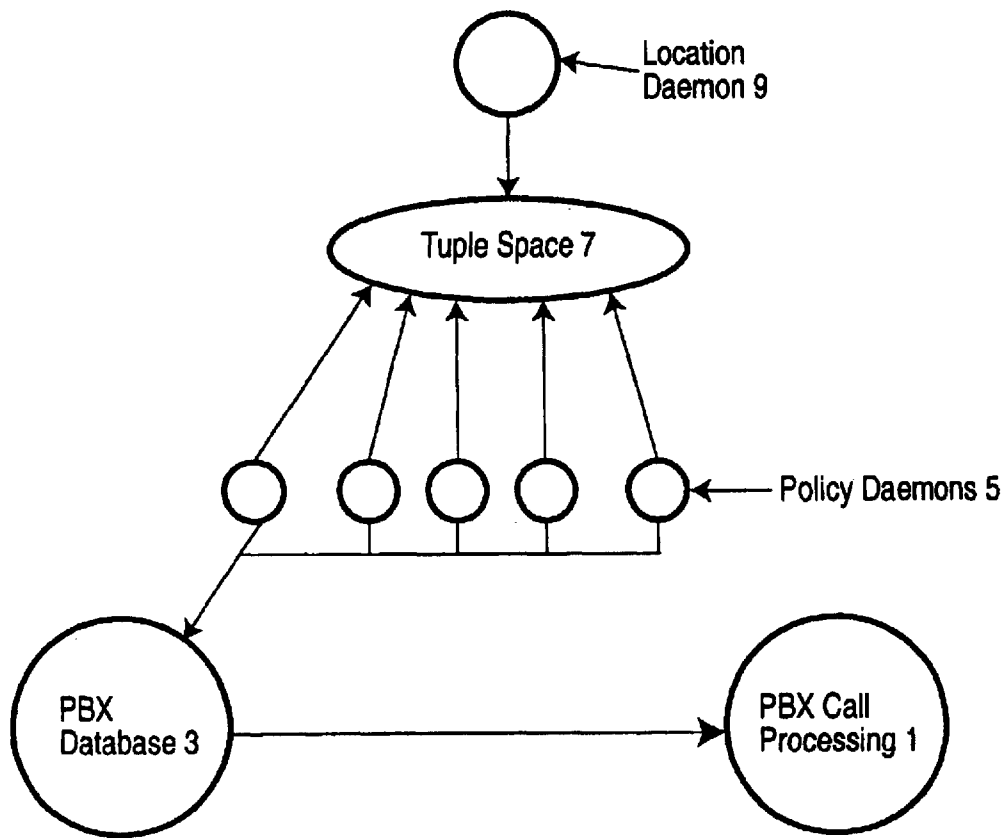 Location
Daemon 9
Tuple Space 7
Policy Daemons 5
PBX
Database 3
PBX Call
Processing 1